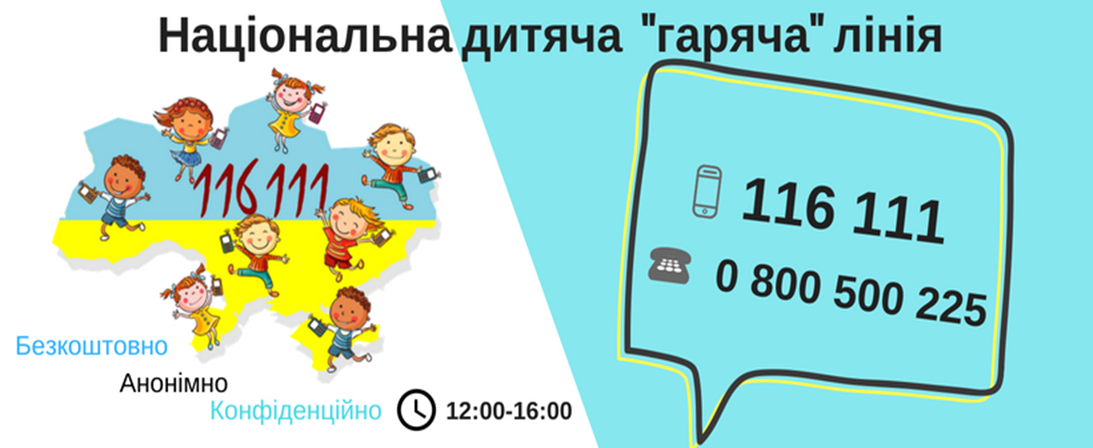 Національна дитяча "гаряча" лінія
116 111
116 111
0 800 500 225
Безкоштовно
Анонімно
Конфіденційно
12:00-16:00